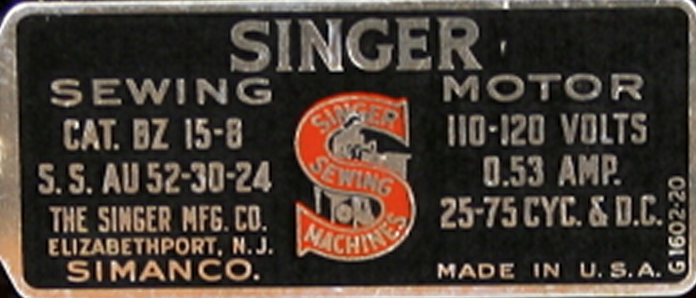 SINGER
SEWING MOTOR
CAT. BZ 15-8
S. S. AU 52-30-24
THE SINGER MFG. CO.
ELIZABETHPORT, N. J.
SIMANCO.
SINGER
SEWING
MACHINES
110-120 VOLTS
0.53 AMP.
25-75 CYC. & D.C.
MADE IN U.S.A.
G1602-20